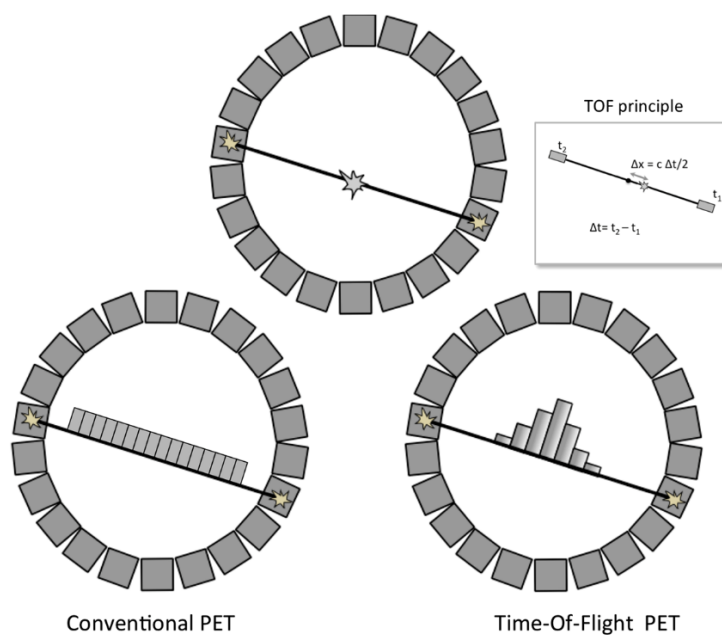 TOF principle
t₂
Δx = c Δt/2
t₁
Δt= t₂ – t₁
Conventional PET
Time-Of-Flight PET